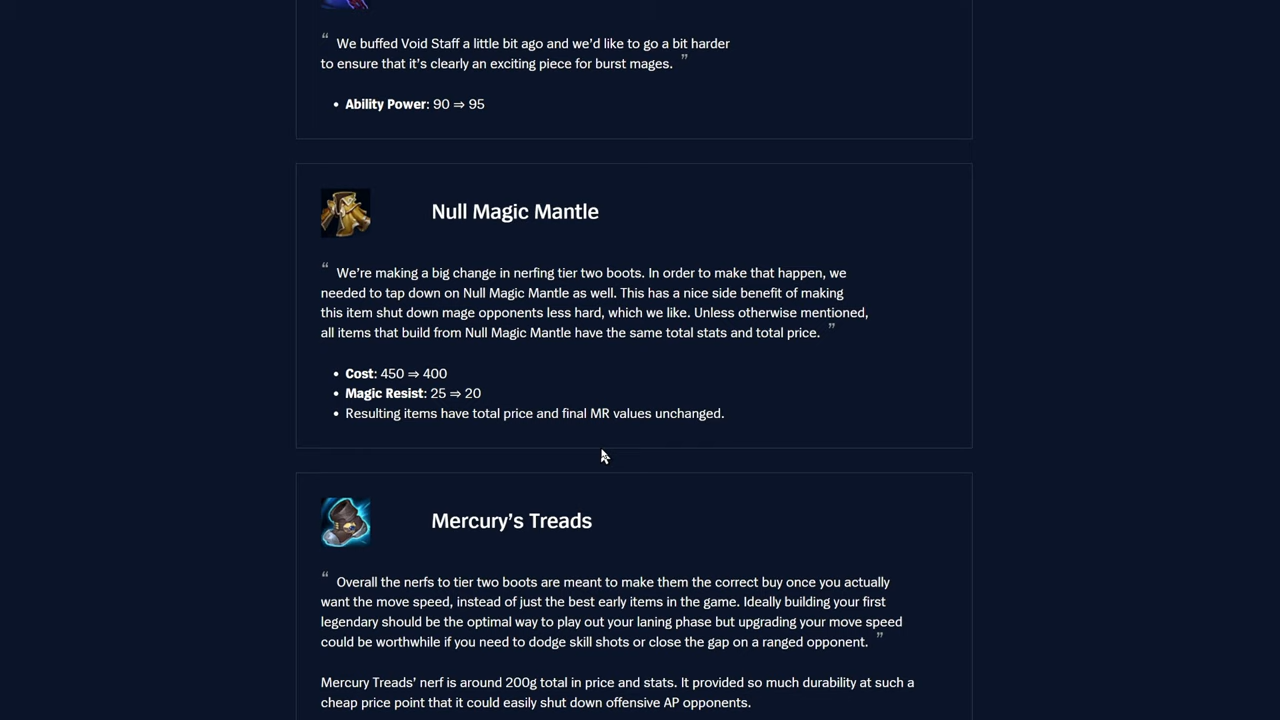 “ We buffed Void Staff a little bit ago and we’d like to go a bit harder
to ensure that it’s clearly an exciting piece for burst mages. ”
• Ability Power: 90 ⇒ 95
Null Magic Mantle
“ We’re making a big change in nerfing tier two boots. In order to make that happen, we
needed to tap down on Null Magic Mantle as well. This has a nice side benefit of making
this item shut down mage opponents less hard, which we like. Unless otherwise mentioned,
all items that build from Null Magic Mantle have the same total stats and total price. ”
• Cost: 450 ⇒ 400
• Magic Resist: 25 ⇒ 20
• Resulting items have total price and final MR values unchanged.
Mercury’s Treads
“ Overall the nerfs to tier two boots are meant to make them the correct buy once you actually
want the move speed, instead of just the best early items in the game. Ideally building your first
legendary should be the optimal way to play out your laning phase but upgrading your move speed
could be worthwhile if you need to dodge skill shots or close the gap on a ranged opponent. ”
Mercury Treads’ nerf is around 200g total in price and stats. It provided so much durability at such a
cheap price point that it could easily shut down offensive AP opponents.